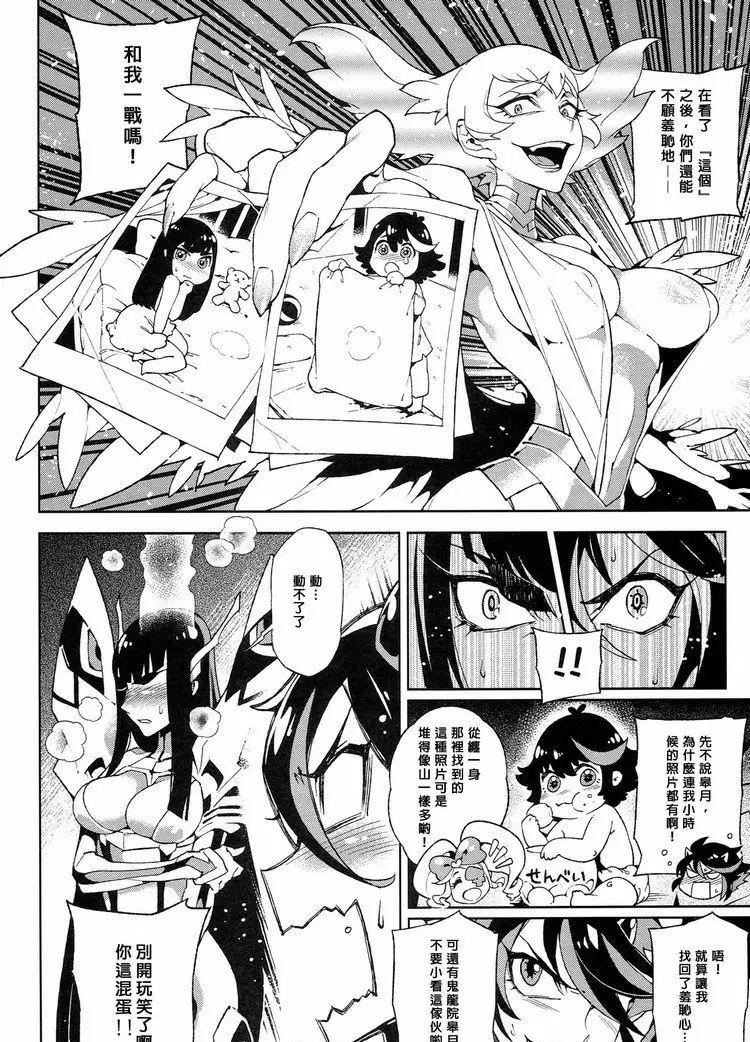 在看了『這個』
之後，你們還能
不顧羞恥地——
和我一戰嗎！
！！
先不說皋月，
為什麼連我小時
候的照片都有啊！
從纏一身
那裡找到的
這種照片可是
堆得像山一樣多喲！
せんべい
唔！
就算讓我
找回了羞恥心…
可還有鬼龍院皋月
不要小看這傢伙喲
動…
動不了了
別開玩笑了啊
你這混蛋！！